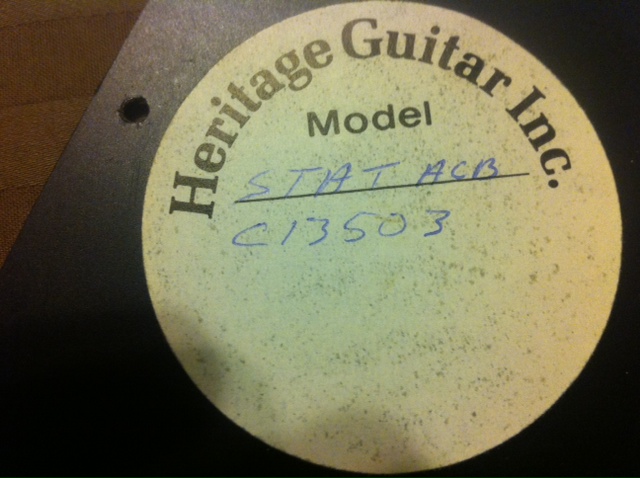 Heritage Guitar Inc.
Model
STAT ACB
C13503